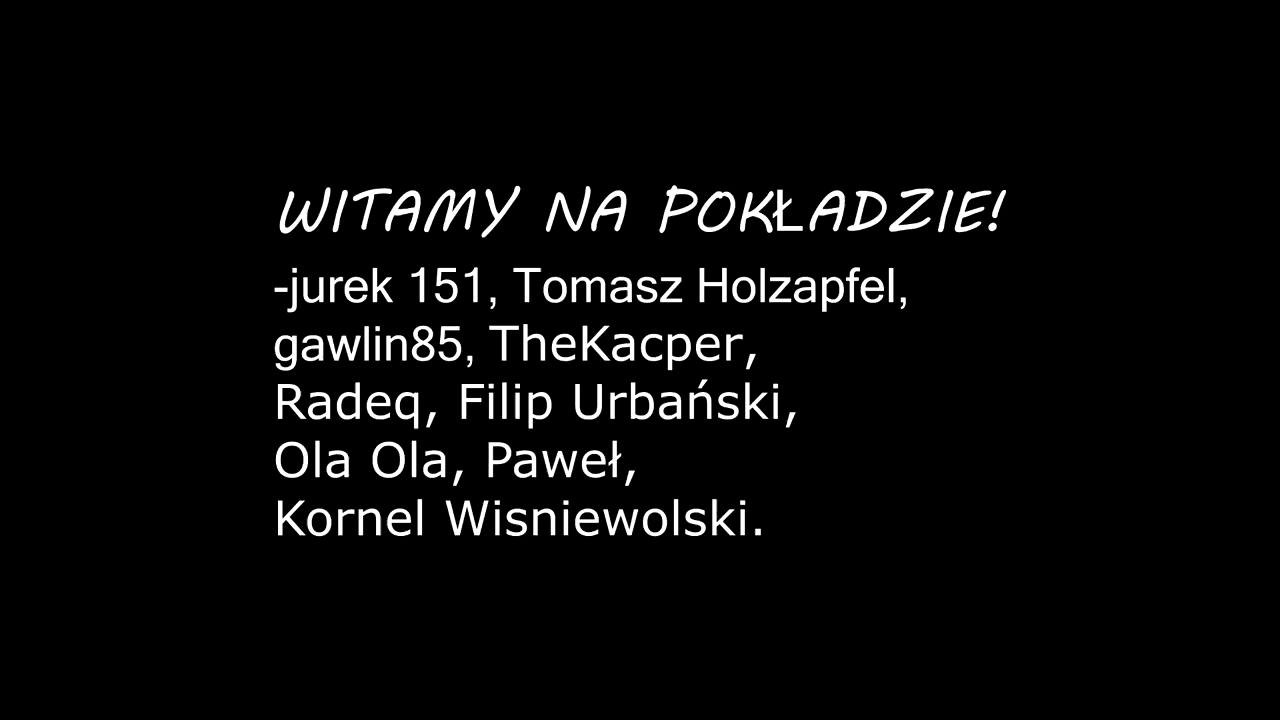 WITAMY NA POKŁADZIE!
-jurek 151, Tomasz Holzapfel,
gawlin85, TheKacper,
Radeq, Filip Urbański,
Ola Ola, Paweł,
Kornel Wisniewolski.